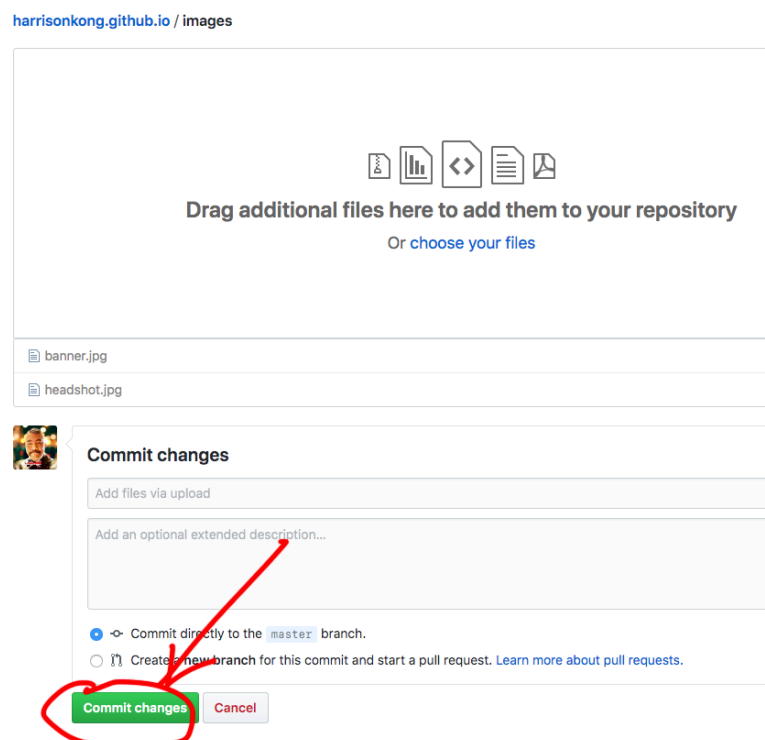 harrisonkong.github.io / images
Drag additional files here to add them to your repository
Or choose your files
banner.jpg
headshot.jpg
Commit changes
Add files via upload
Add an optional extended description...
Commit directly to the master branch.
Create a new branch for this commit and start a pull request. Learn more about pull requests.
Commit changes Cancel